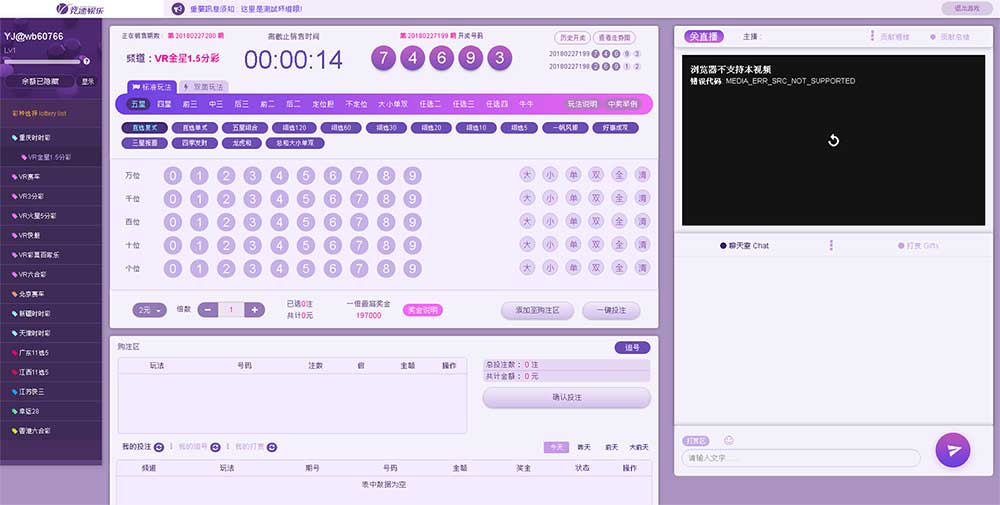 竞速娱乐
重要訊息须知 : 这里是測試坏境喔!
退出游戏
YJ@wb60766
Lv1
余额已隐藏
显示
彩种选择 lottery list
重庆时时彩
VR金星1.5分彩
VR赛车
VR3分彩
VR火星5分彩
VR快艇
VR彩票百家乐
VR六合彩
北京赛车
新疆时时彩
天津时时彩
广东11选5
江西11选5
江苏快三
幸运28
香港六合彩
正在销售期数: 第 20180227200 期
离截止销售时间
第 20180227199 期 开奖号码
历史开奖
查看走势图
频道 : VR金星1.5分彩
00:00:14
7 4 6 9 3
20180227199 7 4 6 9 3
20180227198 2 6 9 1 2
标准玩法
双面玩法
五星 四星 前三 中三 后三 前二 后二 定位胆 不定位 大小单双 任选二 任选三 任选四 牛牛
玩法说明 中奖举例
直选复式 直选单式 五星组合 组选120 组选60 组选30 组选20 组选10 组选5 一帆风顺 好事成双
三星报喜 四季发财 龙虎和 总和大小单双
万位 0 1 2 3 4 5 6 7 8 9 大 小 单 双 全 清
千位 0 1 2 3 4 5 6 7 8 9 大 小 单 双 全 清
百位 0 1 2 3 4 5 6 7 8 9 大 小 单 双 全 清
十位 0 1 2 3 4 5 6 7 8 9 大 小 单 双 全 清
个位 0 1 2 3 4 5 6 7 8 9 大 小 单 双 全 清
2元
倍数
1
已选0注
共计0元
一倍最高奖金
197000
奖金说明
添加至购注区
一键投注
购注区
追号
玩法 号码 注数 倍 金额 操作
总投注数 : 0 注
共计金额 : 0 元
确认投注
我的投注 | 我的追号 | 我的打赏
今天 昨天 前天 大前天
频道 玩法 期号 号码 金额 奖金 状态 操作
表中数据为空
直播
主播 :
贡献周榜
贡献总榜
浏览器不支持本视频
错误代码: MEDIA_ERR_SRC_NOT_SUPPORTED
聊天室 Chat
打赏 Gifts
打赏区
请输入文字......